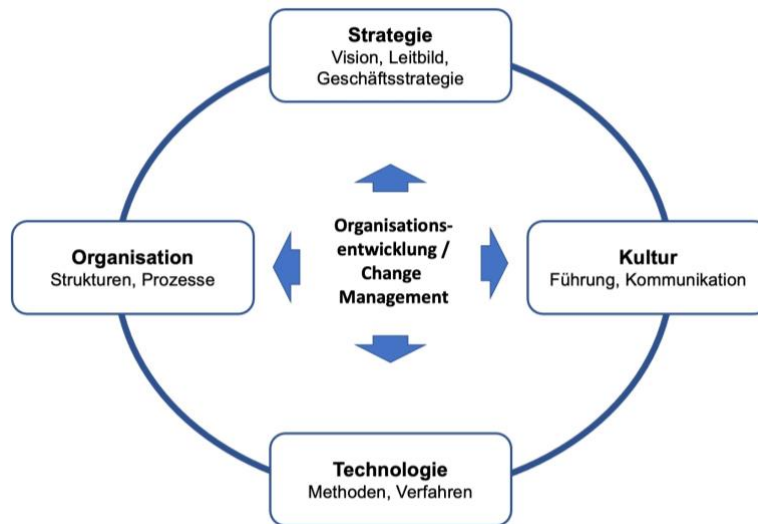 Strategie
Vision, Leitbild,
Geschäftsstrategie
Organisation
Strukturen, Prozesse
Organisations-
entwicklung /
Change
Management
Kultur
Führung, Kommunikation
Technologie
Methoden, Verfahren